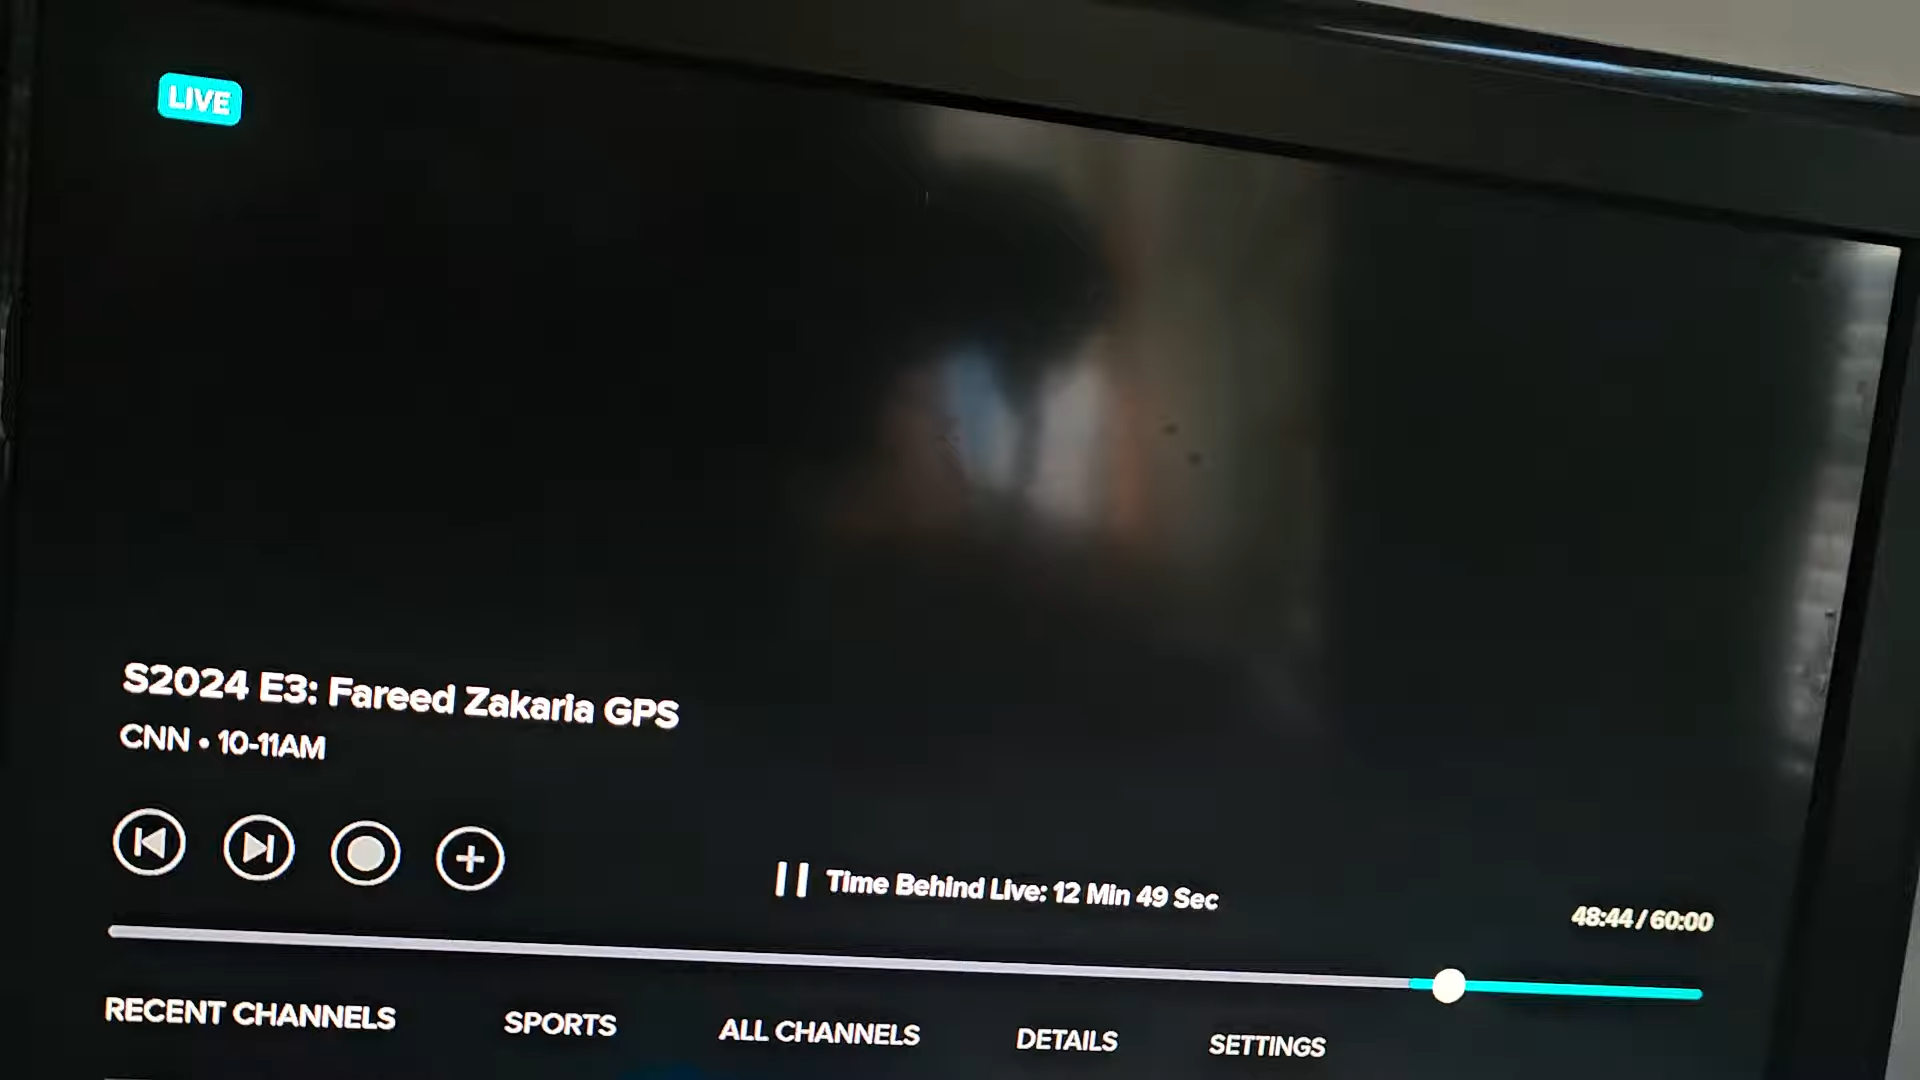 LIVE
S2024 E3: Fareed Zakaria GPS
CNN • 10-11AM
Time Behind Live: 12 Min 49 Sec
48:44 / 60:00
RECENT CHANNELS SPORTS ALL CHANNELS DETAILS SETTINGS